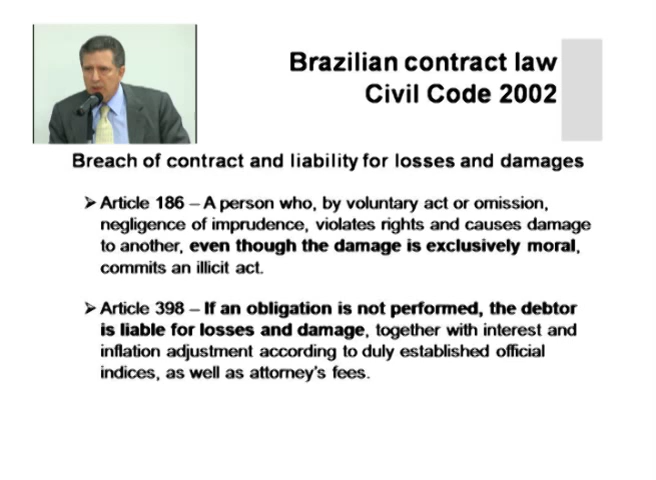 Brazilian contract law
Civil Code 2002
Breach of contract and liability for losses and damages
➤ Article 186 – A person who, by voluntary act or omission,
negligence of imprudence, violates rights and causes damage
to another, even though the damage is exclusively moral,
commits an illicit act.
➤ Article 398 – If an obligation is not performed, the debtor
is liable for losses and damage, together with interest and
inflation adjustment according to duly established official
indices, as well as attorney's fees.